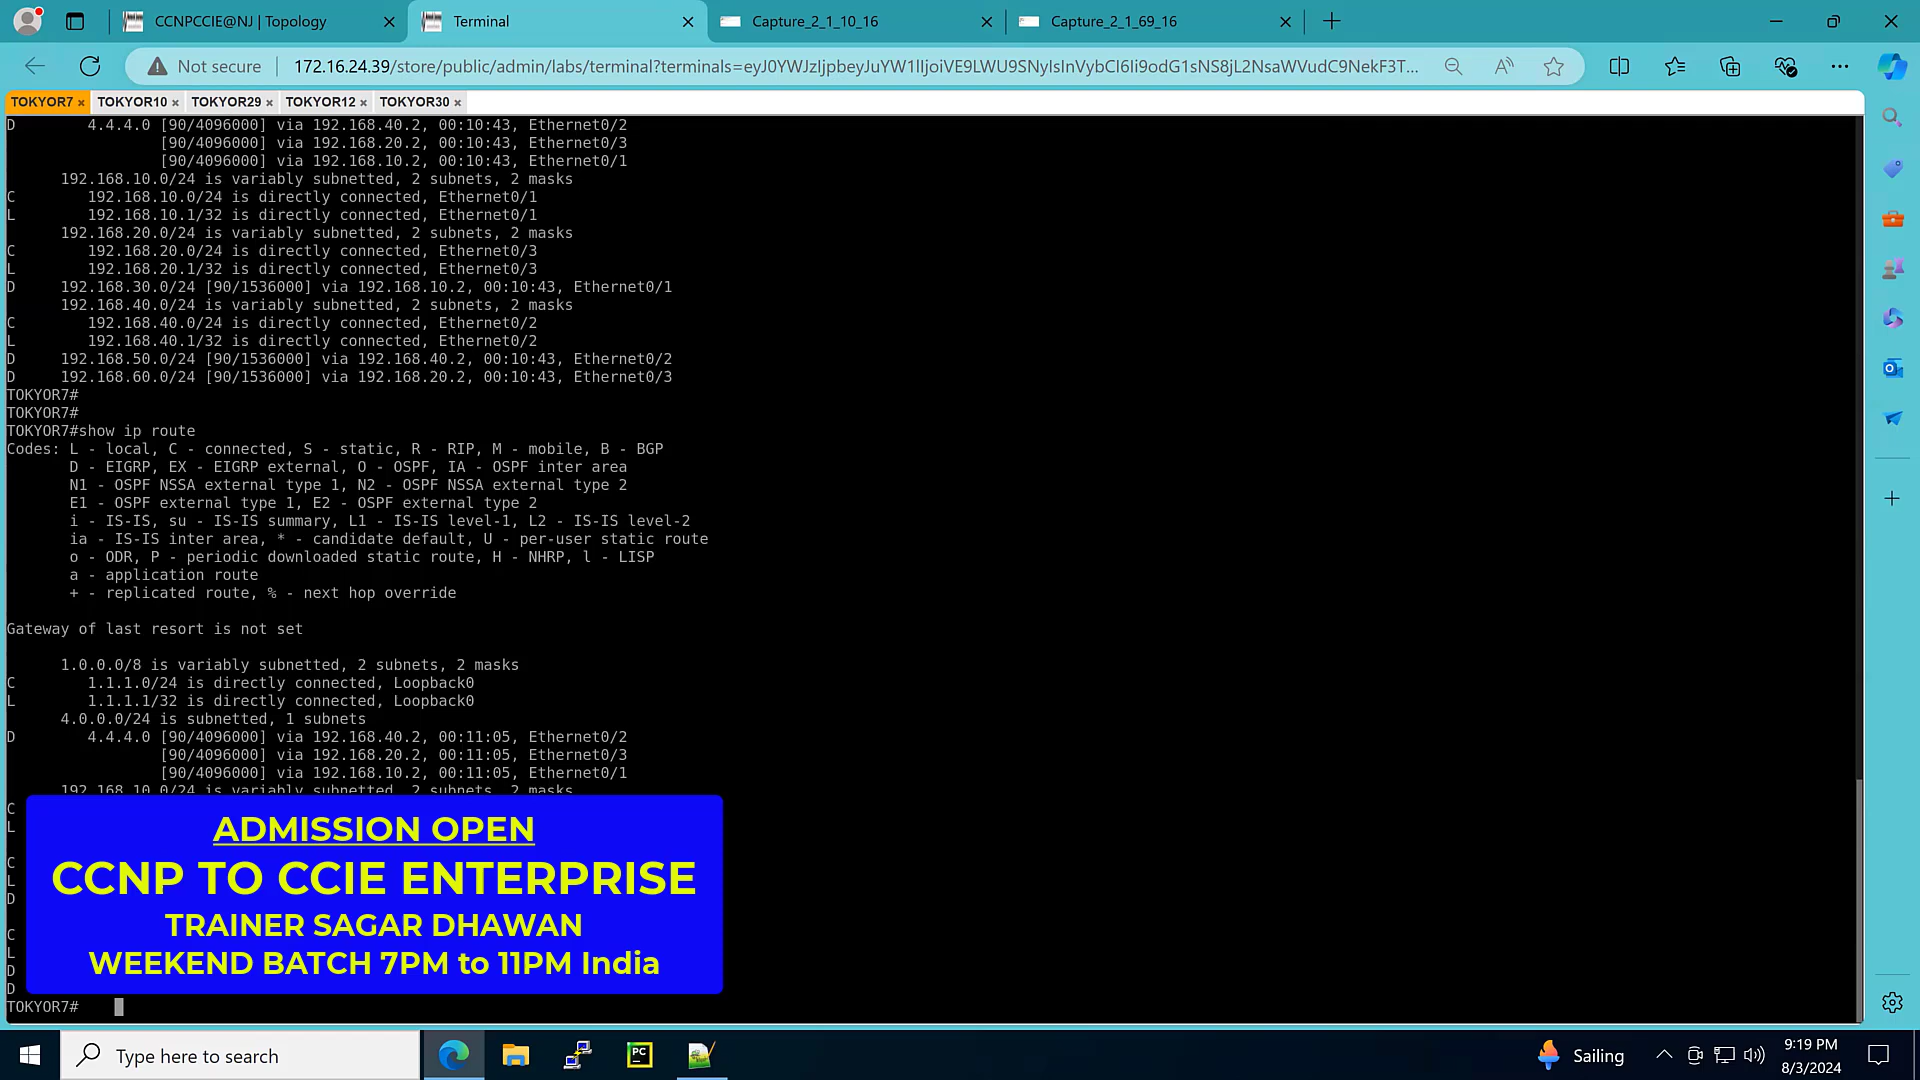 CCNPCCIE@NJ | Topology
Terminal
Capture_2_1_10_16
Capture_2_1_69_16
Not secure
TOKYOR7 × TOKYOR10 × TOKYOR29 × TOKYOR12 × TOKYOR30 ×
D 4.4.4.0 [90/4096000] via 192.168.40.2, 00:10:43, Ethernet0/2
[90/4096000] via 192.168.20.2, 00:10:43, Ethernet0/3
[90/4096000] via 192.168.10.2, 00:10:43, Ethernet0/1
192.168.10.0/24 is variably subnetted, 2 subnets, 2 masks
C 192.168.10.0/24 is directly connected, Ethernet0/1
L 192.168.10.1/32 is directly connected, Ethernet0/1
192.168.20.0/24 is variably subnetted, 2 subnets, 2 masks
C 192.168.20.0/24 is directly connected, Ethernet0/3
L 192.168.20.1/32 is directly connected, Ethernet0/3
D 192.168.30.0/24 [90/1536000] via 192.168.10.2, 00:10:43, Ethernet0/1
192.168.40.0/24 is variably subnetted, 2 subnets, 2 masks
C 192.168.40.0/24 is directly connected, Ethernet0/2
L 192.168.40.1/32 is directly connected, Ethernet0/2
D 192.168.50.0/24 [90/1536000] via 192.168.40.2, 00:10:43, Ethernet0/2
D 192.168.60.0/24 [90/1536000] via 192.168.20.2, 00:10:43, Ethernet0/3
TOKYOR7#
TOKYOR7#
TOKYOR7#show ip route
Codes: L - local, C - connected, S - static, R - RIP, M - mobile, B - BGP
D - EIGRP, EX - EIGRP external, O - OSPF, IA - OSPF inter area
N1 - OSPF NSSA external type 1, N2 - OSPF NSSA external type 2
E1 - OSPF external type 1, E2 - OSPF external type 2
i - IS-IS, su - IS-IS summary, L1 - IS-IS level-1, L2 - IS-IS level-2
ia - IS-IS inter area, * - candidate default, U - per-user static route
o - ODR, P - periodic downloaded static route, H - NHRP, l - LISP
a - application route
+ - replicated route, % - next hop override
Gateway of last resort is not set
1.0.0.0/8 is variably subnetted, 2 subnets, 2 masks
C 1.1.1.0/24 is directly connected, Loopback0
L 1.1.1.1/32 is directly connected, Loopback0
4.0.0.0/24 is subnetted, 1 subnets
D 4.4.4.0 [90/4096000] via 192.168.40.2, 00:11:05, Ethernet0/2
[90/4096000] via 192.168.20.2, 00:11:05, Ethernet0/3
[90/4096000] via 192.168.10.2, 00:11:05, Ethernet0/1
192.168.10.0/24 is variably subnetted, 2 subnets, 2 masks
C
L
C
L
D
C
L
D
D
ADMISSION OPEN
CCNP TO CCIE ENTERPRISE
TRAINER SAGAR DHAWAN
WEEKEND BATCH 7PM to 11PM India
TOKYOR7#
Type here to search
PC
Sailing
9:19 PM
8/3/2024